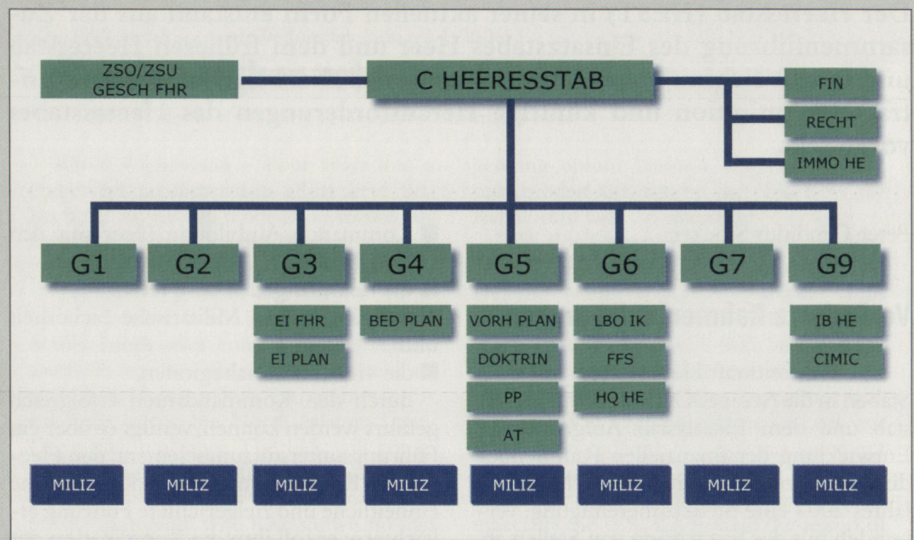 ZSO/ZSU
GESCH FHR
C HEERESSTAB
FIN
RECHT
IMMO HE
G1 G2 G3 G4 G5 G6 G7 G9
EI FHR BED PLAN VORH PLAN LBO IK IB HE
EI PLAN DOKTRIN FFS CIMIC
PP HQ HE
AT
MILIZ MILIZ MILIZ MILIZ MILIZ MILIZ MILIZ MILIZ